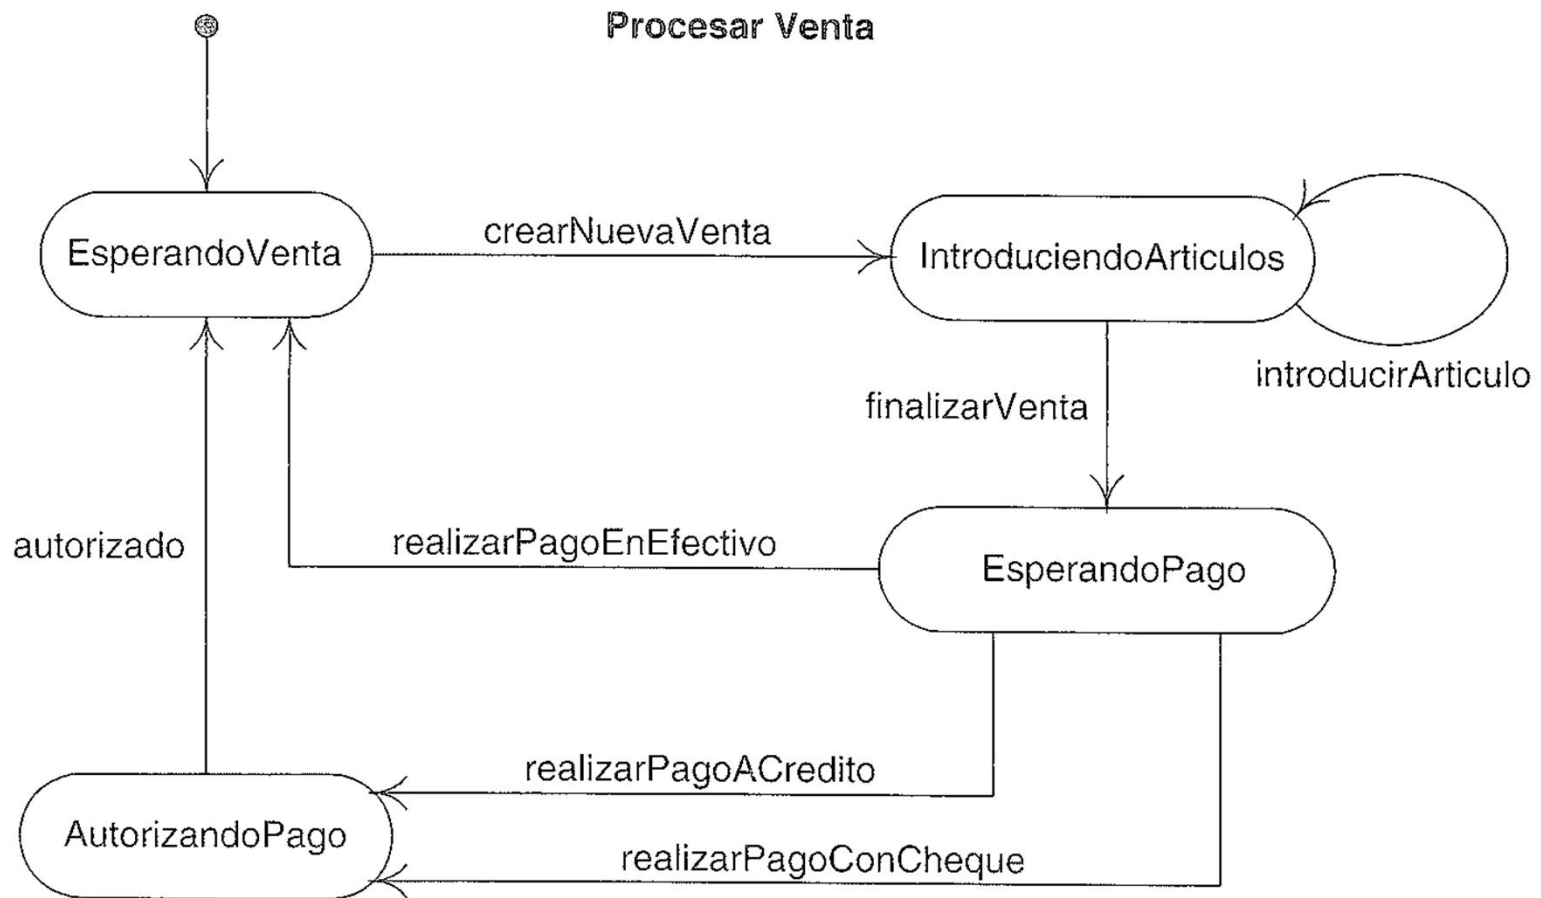 Procesar Venta
EsperandoVenta
crearNuevaVenta
IntroduciendoArticulos
introducirArticulo
finalizarVenta
autorizado
realizarPagoEnEfectivo
EsperandoPago
realizarPagoACredito
AutorizandoPago
realizarPagoConCheque